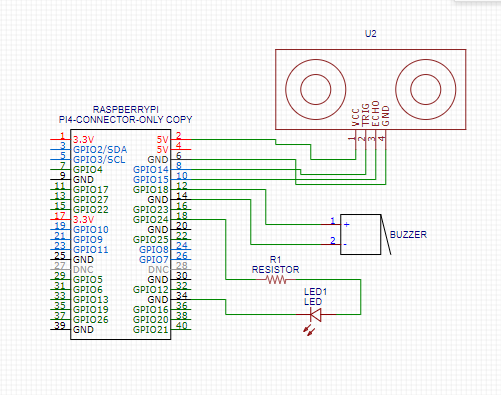 U2
VCC
TRIG
ECHO
GND
1
2
3
4
RASPBERRYPI
PI4-CONNECTOR-ONLY COPY
1 3.3V 5V 2
3 GPIO2/SDA 5V 4
5 GPIO3/SCL GND 6
7 GPIO4 GPIO14 8
9 GND GPIO15 10
11 GPIO17 GPIO18 12
13 GPIO27 GND 14
15 GPIO22 GPIO23 16
17 3.3V GPIO24 18
19 GPIO10 GND 20
21 GPIO9 GPIO25 22
23 GPIO11 GPIO8 24
25 GND GPIO7 26
27 DNC DNC 28
29 GPIO5 GND 30
31 GPIO6 GPIO12 32
33 GPIO13 GND 34
35 GPIO19 GPIO16 36
37 GPIO26 GPIO20 38
39 GND GPIO21 40
1 +
2 -
BUZZER
R1
RESISTOR
LED1
LED